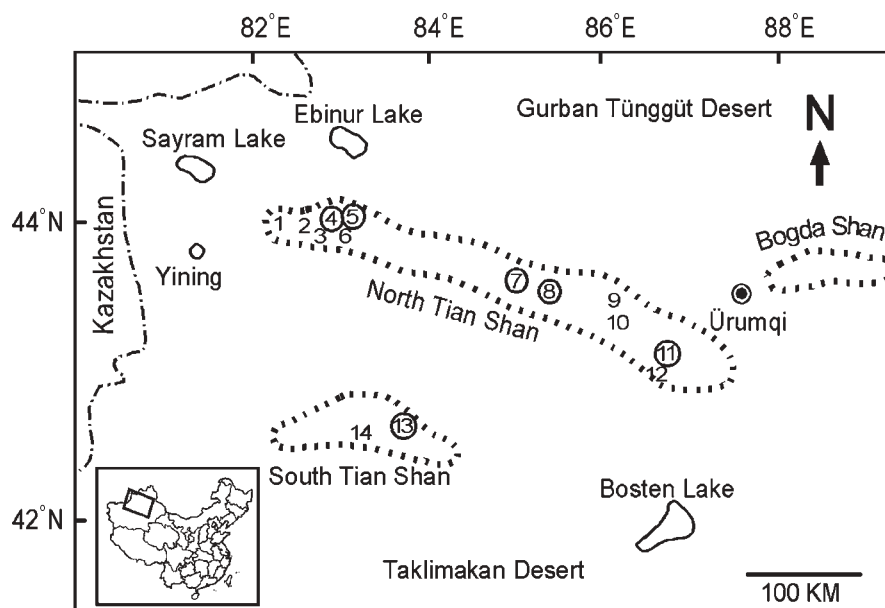 82°E 84°E 86°E 88°E
Gurban Tünggüt Desert
N
Ebinur Lake
Sayram Lake
44°N
Kazakhstan
1 2 3 4 5 6
Bogda Shan
Yining
7 8 9 10
North Tian Shan
Ürumqi
11 12
13 14
South Tian Shan
Bosten Lake
42°N
Taklimakan Desert
100 KM